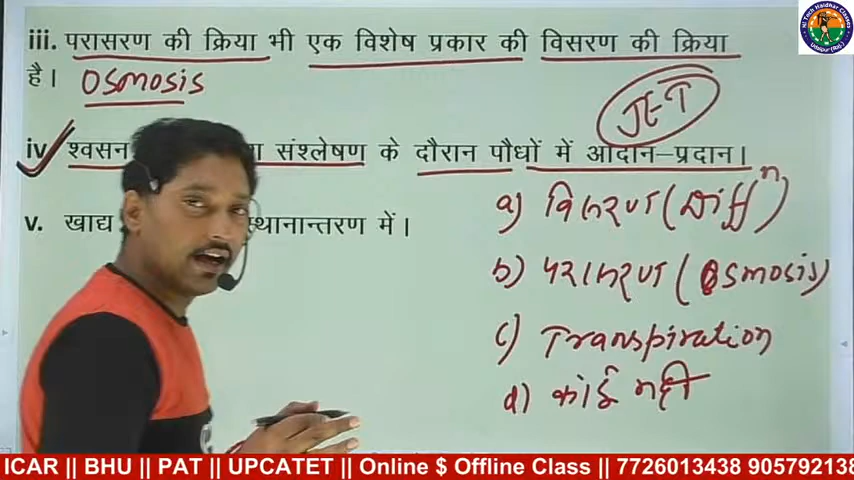 iii. परासरण की क्रिया भी एक विशेष प्रकार की विसरण की क्रिया
है। Osmosis
JET
iv श्वसन संश्लेषण के दौरान पौधों में आदान–प्रदान।
a) विसरण (Diffⁿ)
v. खाद्य स्थानान्तरण में।
b) परासरण (Osmosis)
c) Transpiration
d) कोई नहीं
ICAR || BHU || PAT || UPCATET || Online $ Offline Class || 7726013438 905792138